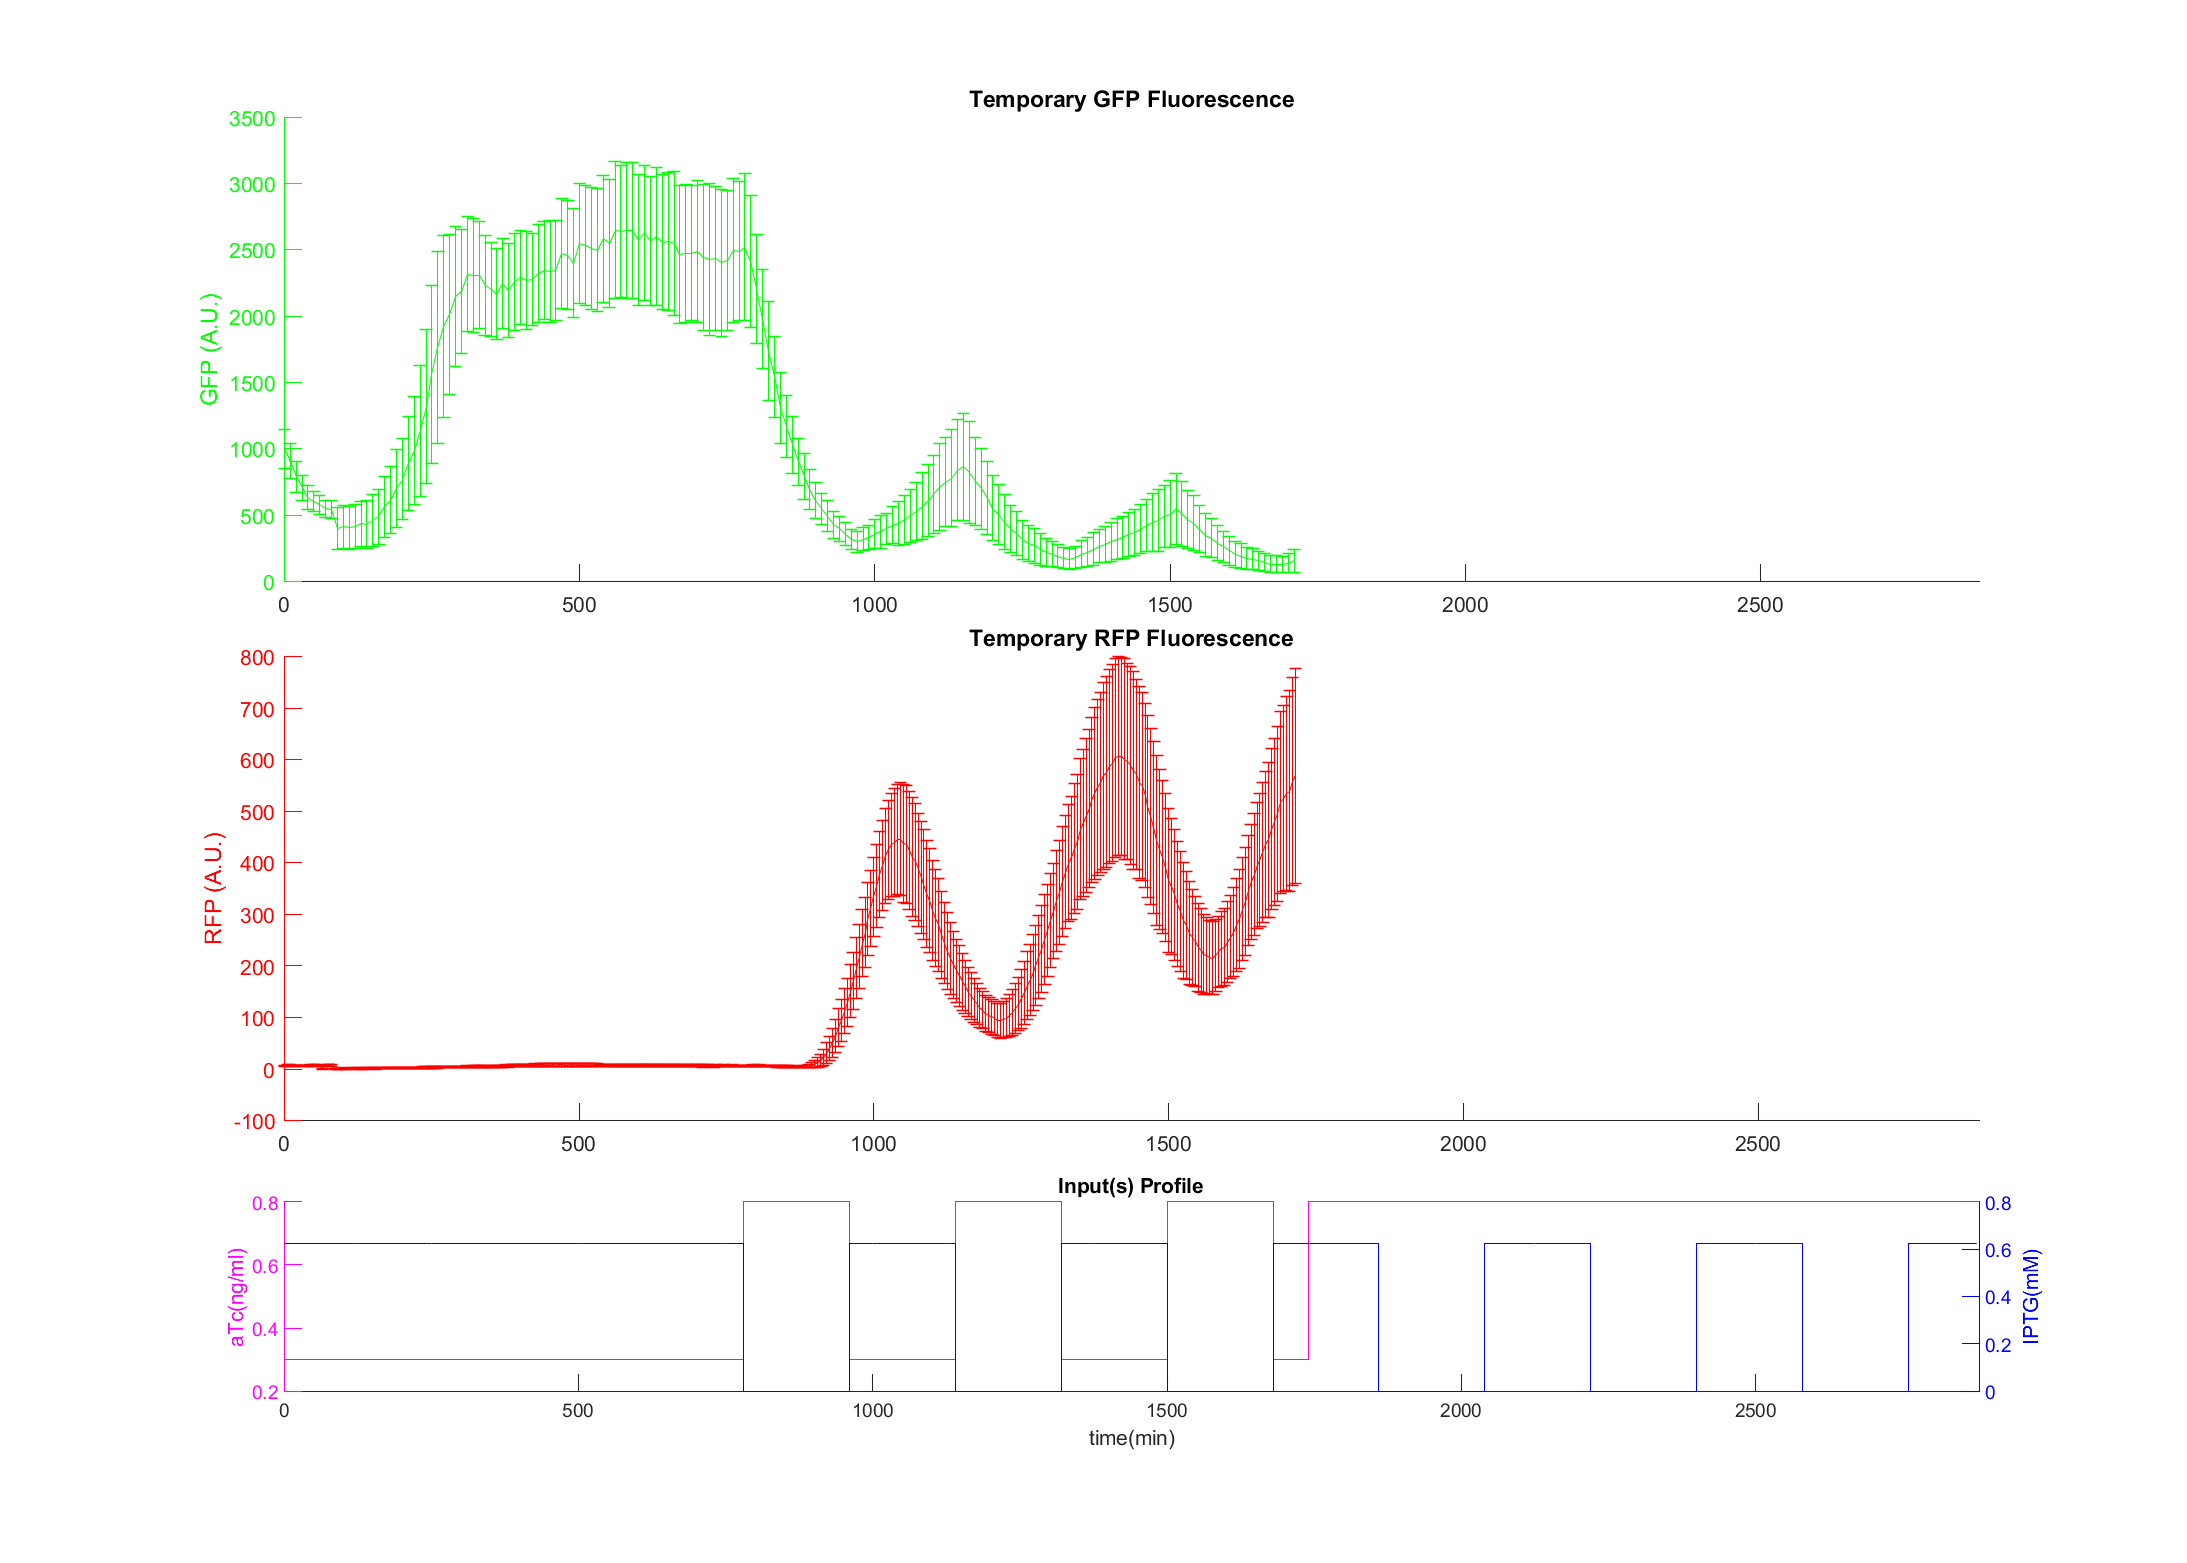 Temporary GFP Fluorescence
3500
3000
2500
2000
1500
1000
500
0
GFP (A.U.)
0 500 1000 1500 2000 2500
Temporary RFP Fluorescence
800
700
600
500
400
300
200
100
0
-100
RFP (A.U.)
0 500 1000 1500 2000 2500
Input(s) Profile
0.8
0.6
0.4
0.2
aTc(ng/ml)
0.8
0.6
0.4
0.2
0
IPTG(mM)
0 500 1000 1500 2000 2500
time(min)